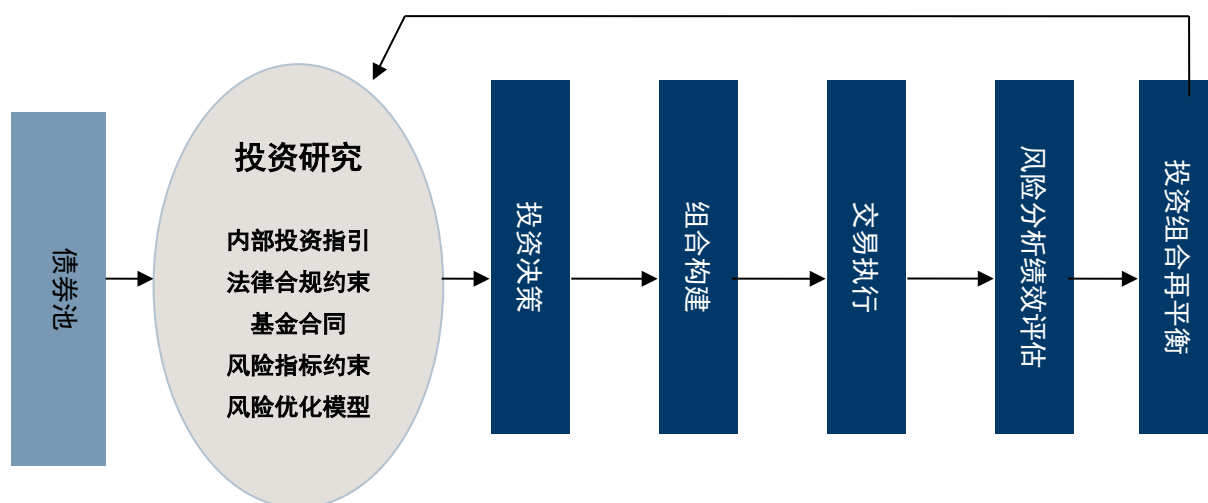 债券池
投资研究
内部投资指引
法律合规约束
基金合同
风险指标约束
风险优化模型
投资决策
组合构建
交易执行
风险分析绩效评估
投资组合再平衡